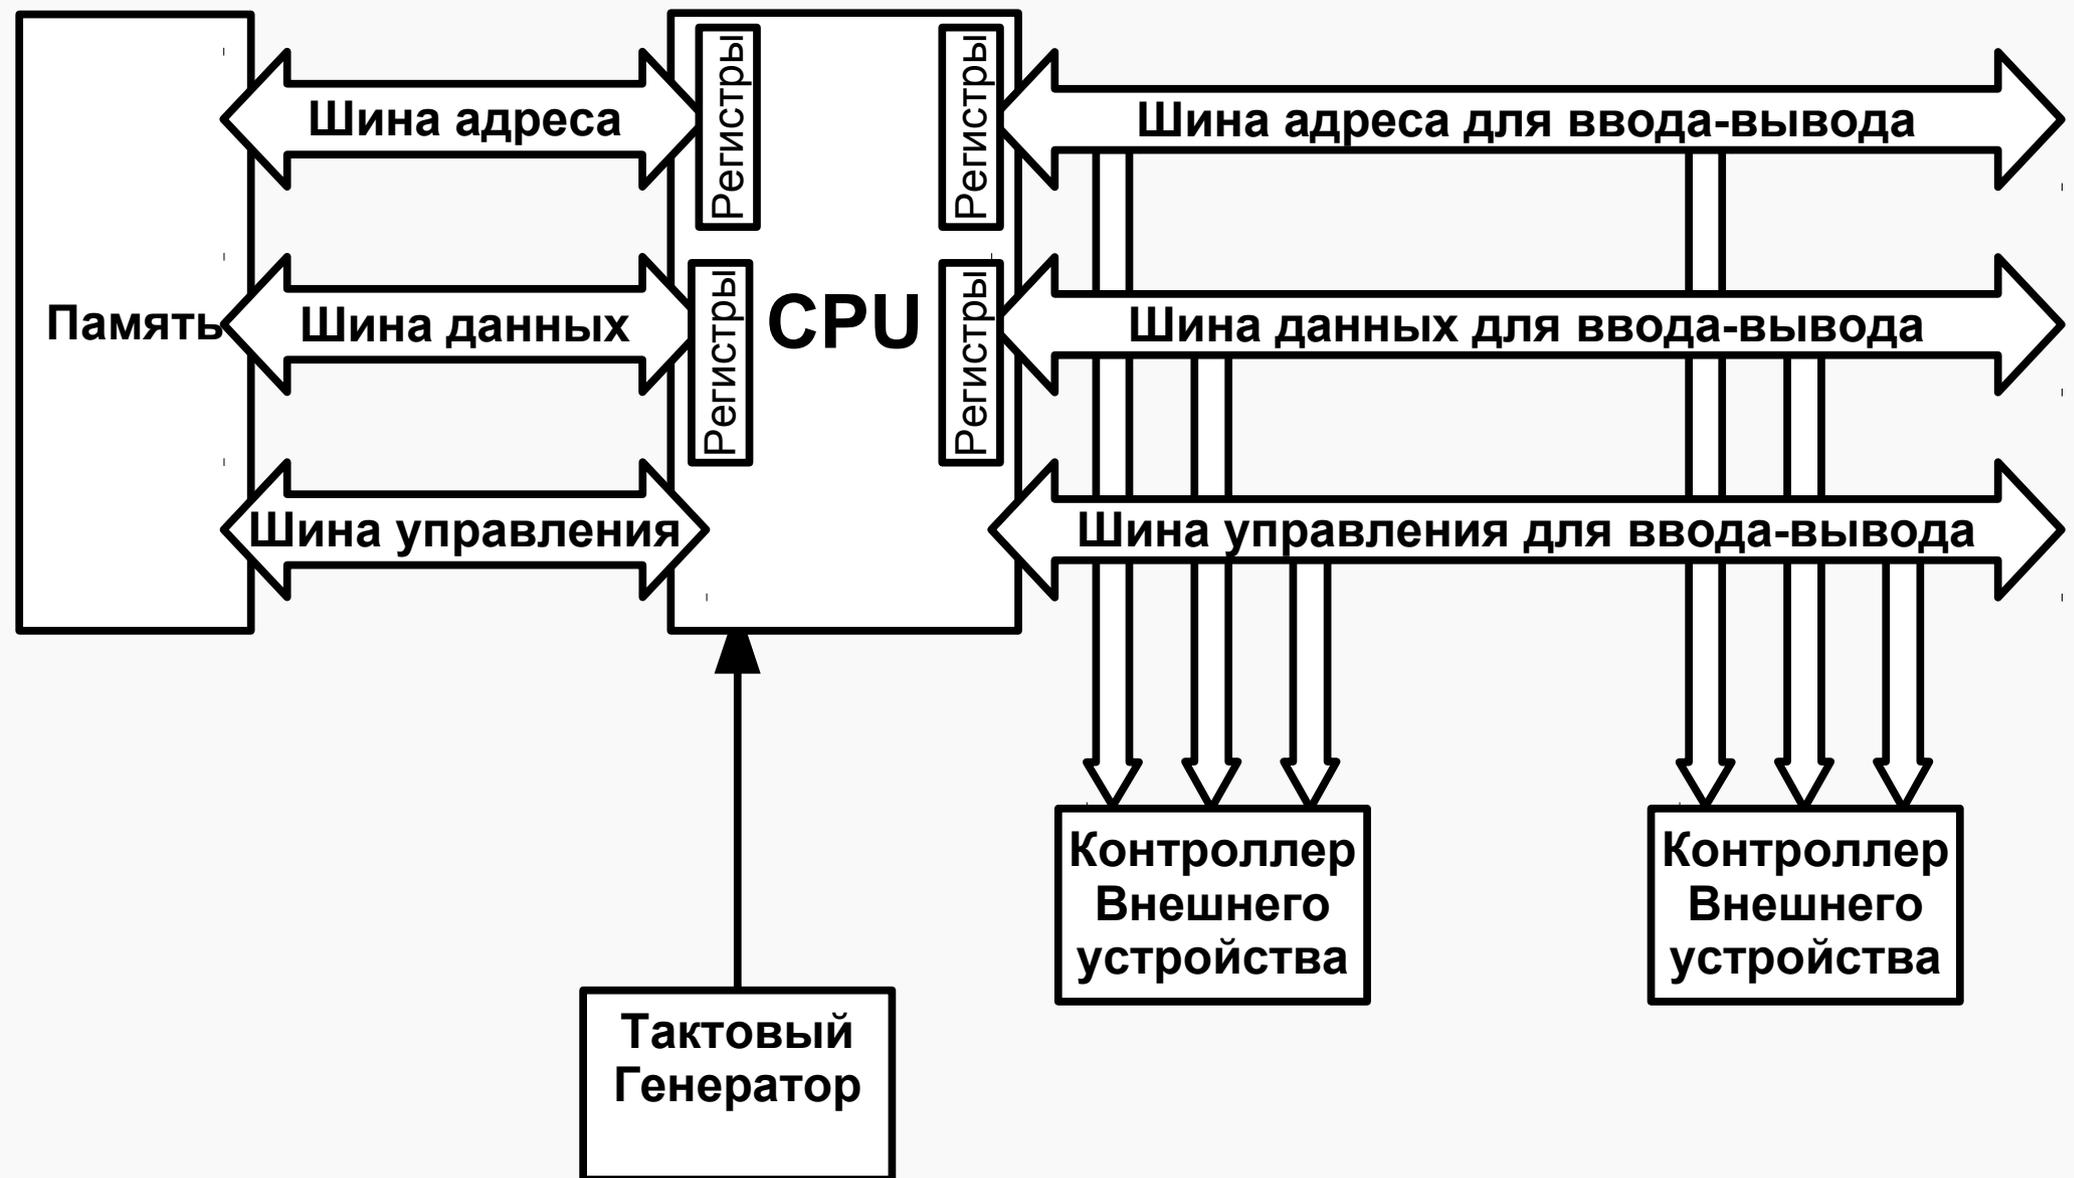 Память
Шина адреса
Шина данных
Шина управления
Регистры
Регистры
CPU
Регистры
Регистры
Шина адреса для ввода-вывода
Шина данных для ввода-вывода
Шина управления для ввода-вывода
Тактовый
Генератор
Контроллер
Внешнего
устройства
Контроллер
Внешнего
устройства